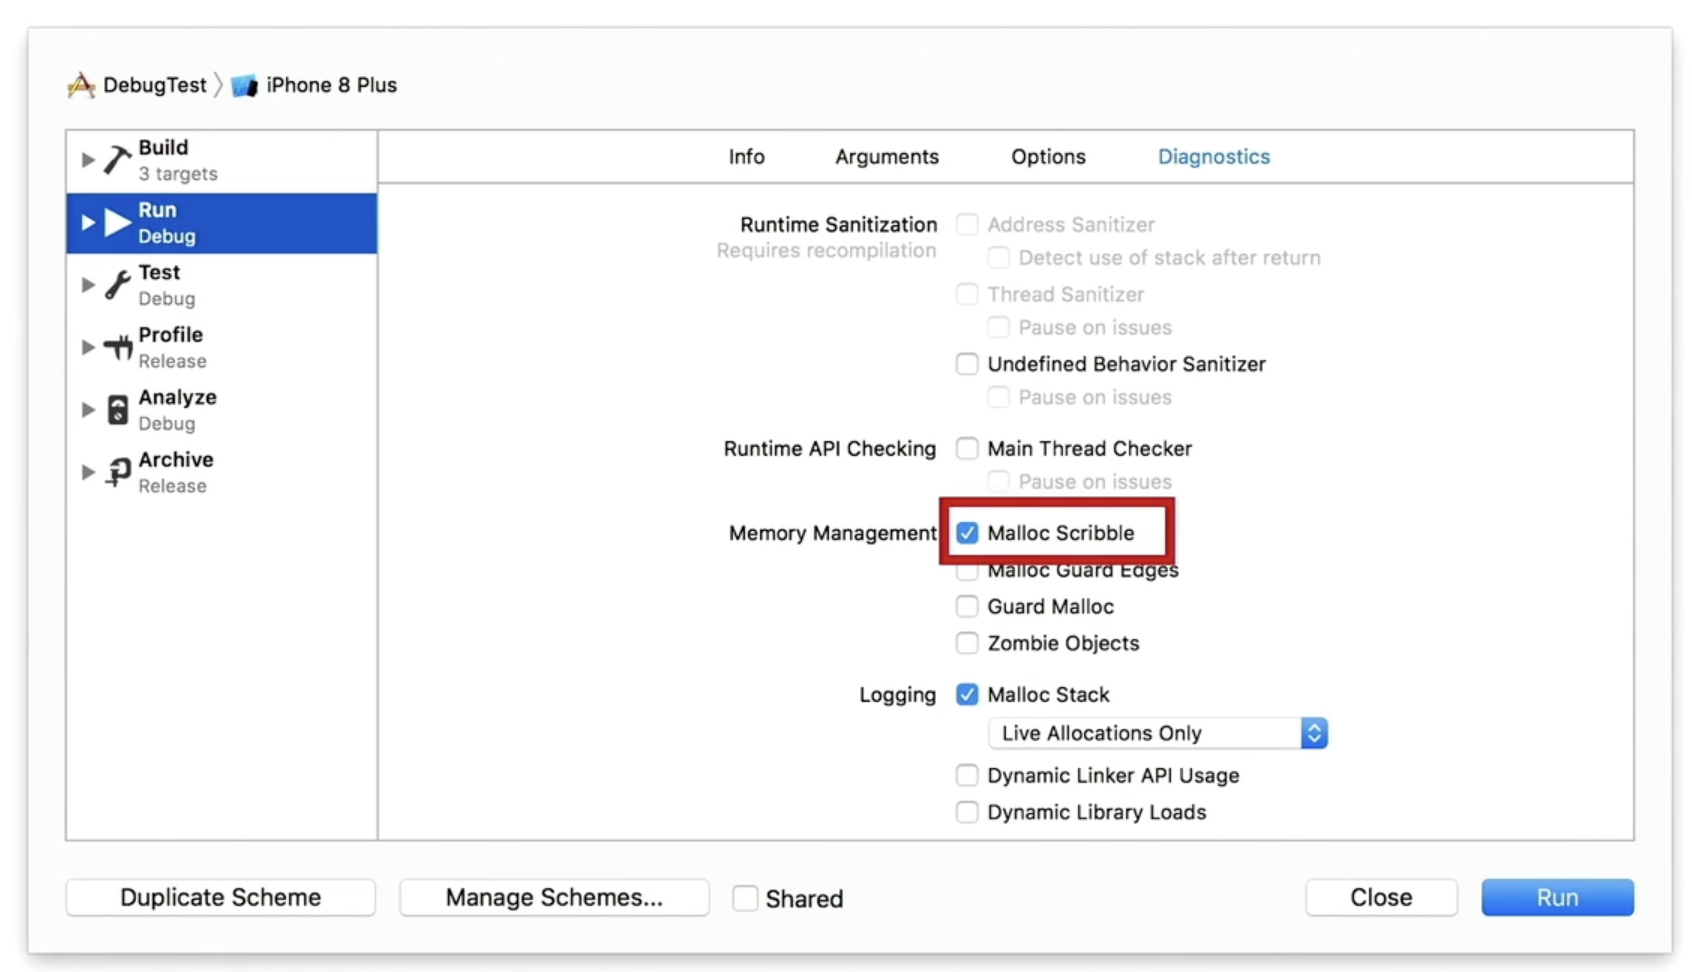 DebugTest iPhone 8 Plus
Build
3 targets
Run
Debug
Test
Debug
Profile
Release
Analyze
Debug
Archive
Release
Info Arguments Options Diagnostics
Runtime Sanitization Address Sanitizer
Requires recompilation
Detect use of stack after return
Thread Sanitizer
Pause on issues
Undefined Behavior Sanitizer
Pause on issues
Runtime API Checking Main Thread Checker
Pause on issues
Memory Management Malloc Scribble
Malloc Guard Edges
Guard Malloc
Zombie Objects
Logging Malloc Stack
Live Allocations Only
Dynamic Linker API Usage
Dynamic Library Loads
Duplicate Scheme Manage Schemes... Shared Close Run